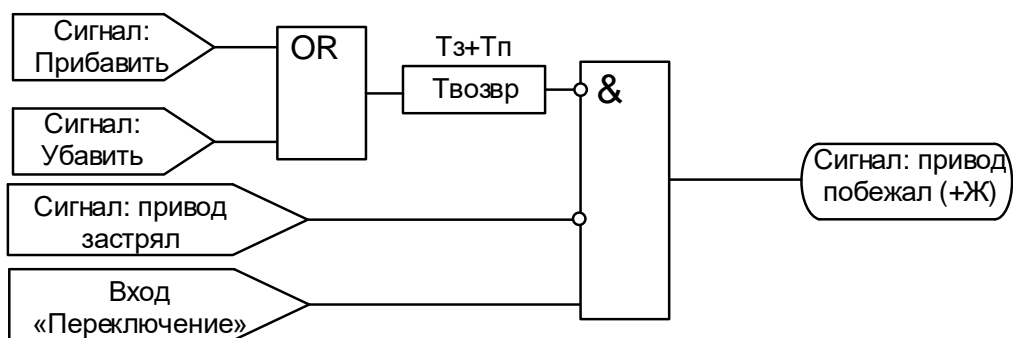 Сигнал:
Прибавить
OR
Тз+Тп
Твозвр
&
Сигнал:
Убавить
Сигнал: привод
побежал (+Ж)
Сигнал: привод
застрял
Вход
«Переключение»